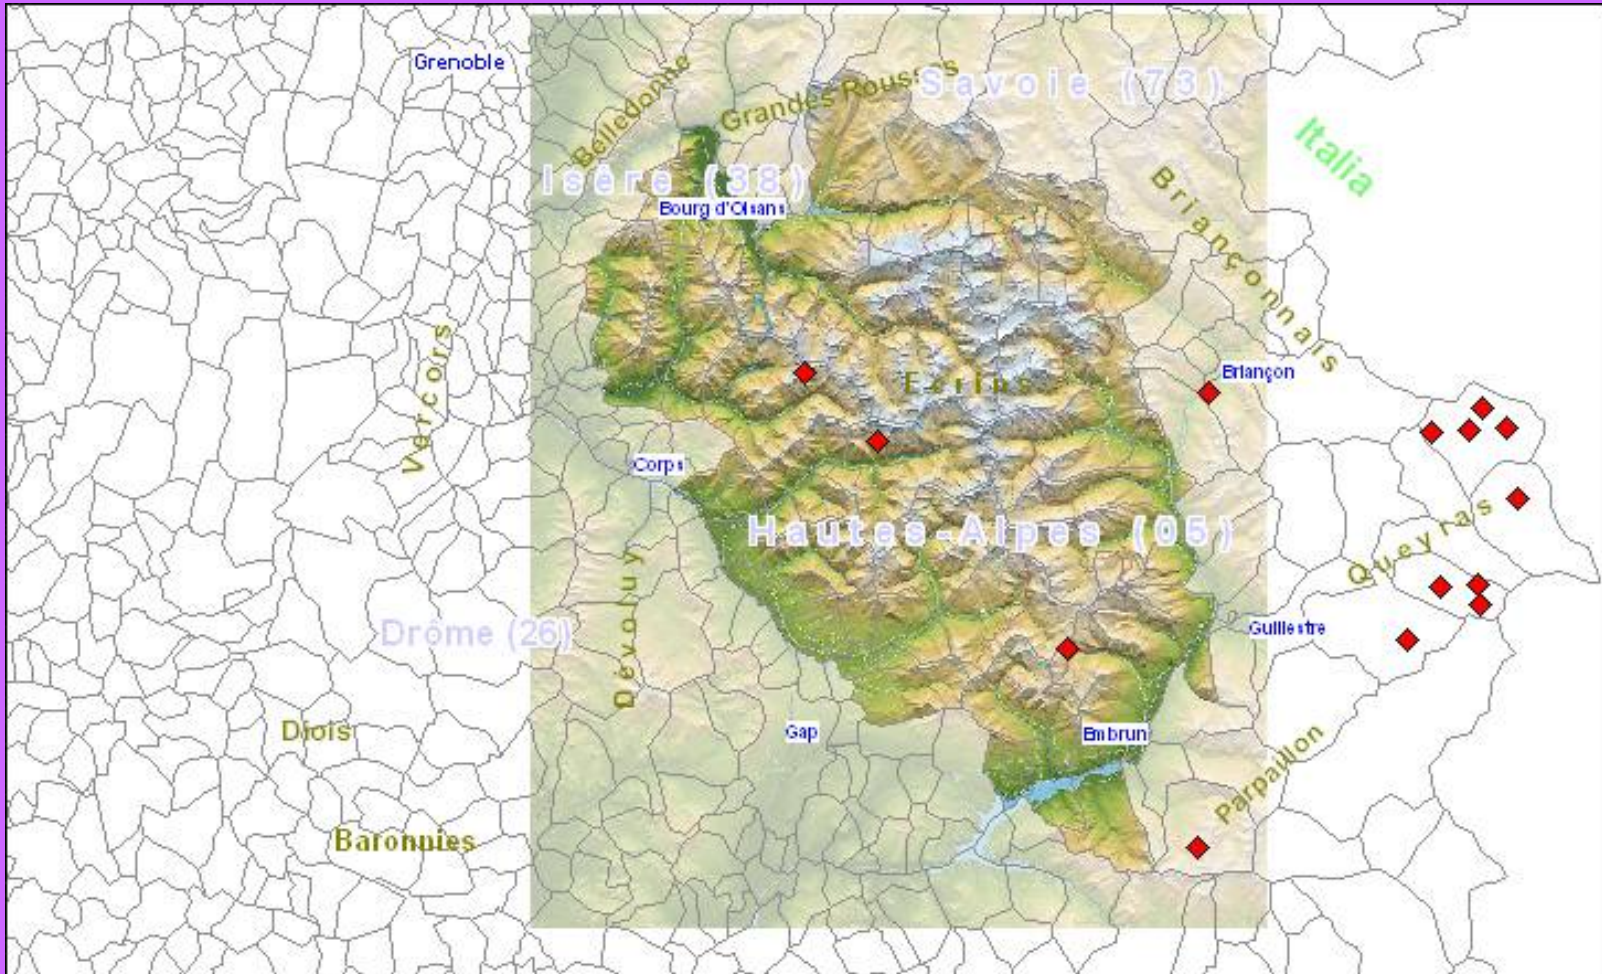 Grenoble
Belledonne
Grandes Rousses
Savoie (73)
Italia
Isère (38)
Bourg d'Oisans
Briançonnais
Vercors
Ecrins
Briançon
Corps
Hautes-Alpes (05)
Queyras
Dévoluy
Drôme (26)
Guillestre
Diois
Gap
Embrun
Parpaillon
Baronnies